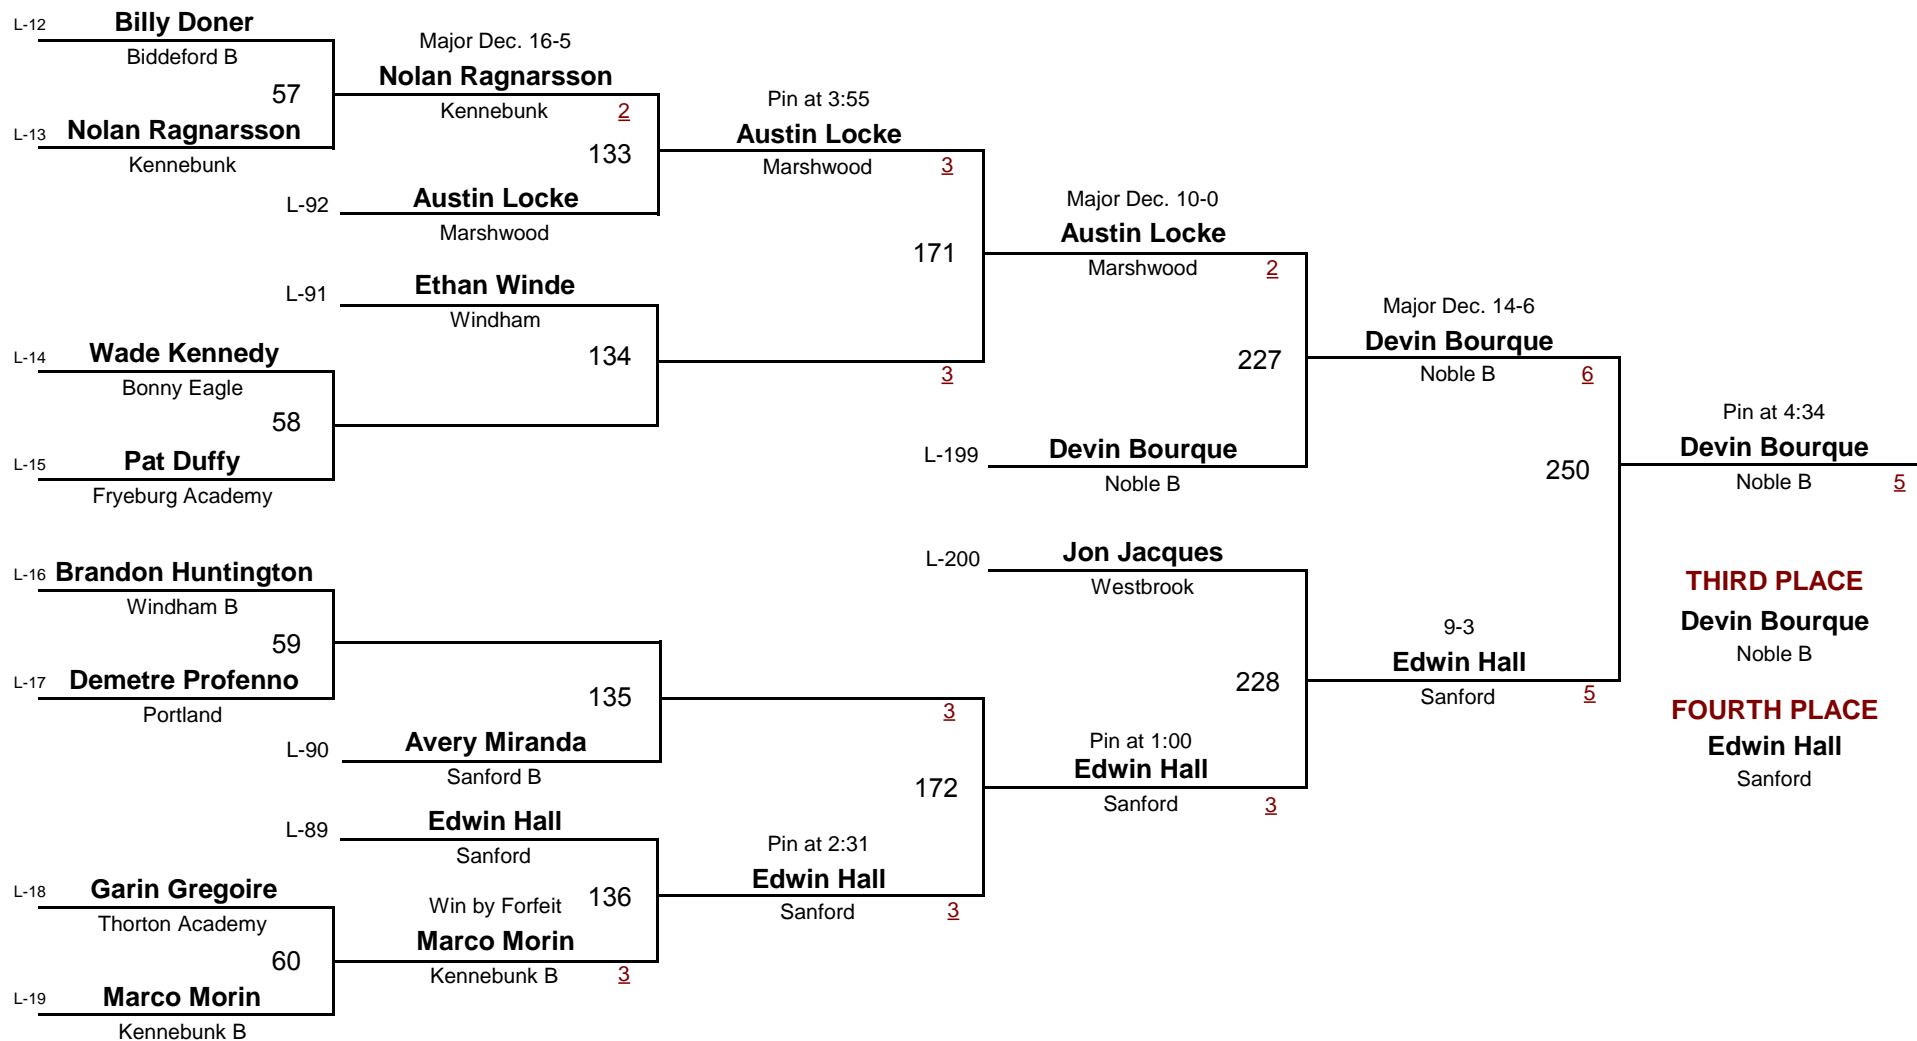 L-12 Billy Doner
Biddeford B
57
L-13 Nolan Ragnarsson
Kennebunk
Major Dec. 16-5
Nolan Ragnarsson
Kennebunk 2
133
L-92 Austin Locke
Marshwood
Pin at 3:55
Austin Locke
Marshwood 3
171
L-91 Ethan Winde
Windham
134
L-14 Wade Kennedy
Bonny Eagle
58
L-15 Pat Duffy
Fryeburg Academy
3
Major Dec. 10-0
Austin Locke
Marshwood 2
227
L-199 Devin Bourque
Noble B
Major Dec. 14-6
Devin Bourque
Noble B 6
250
Pin at 4:34
Devin Bourque
Noble B 5
L-16 Brandon Huntington
Windham B
59
L-17 Demetre Profenno
Portland
135
L-90 Avery Miranda
Sanford B
3
172
L-89 Edwin Hall
Sanford
136
L-18 Garin Gregoire
Thorton Academy
60
L-19 Marco Morin
Kennebunk B
Win by Forfeit
Marco Morin
Kennebunk B 3
Pin at 2:31
Edwin Hall
Sanford 3
L-200 Jon Jacques
Westbrook
228
Pin at 1:00
Edwin Hall
Sanford 3
9-3
Edwin Hall
Sanford 5
THIRD PLACE
Devin Bourque
Noble B
FOURTH PLACE
Edwin Hall
Sanford